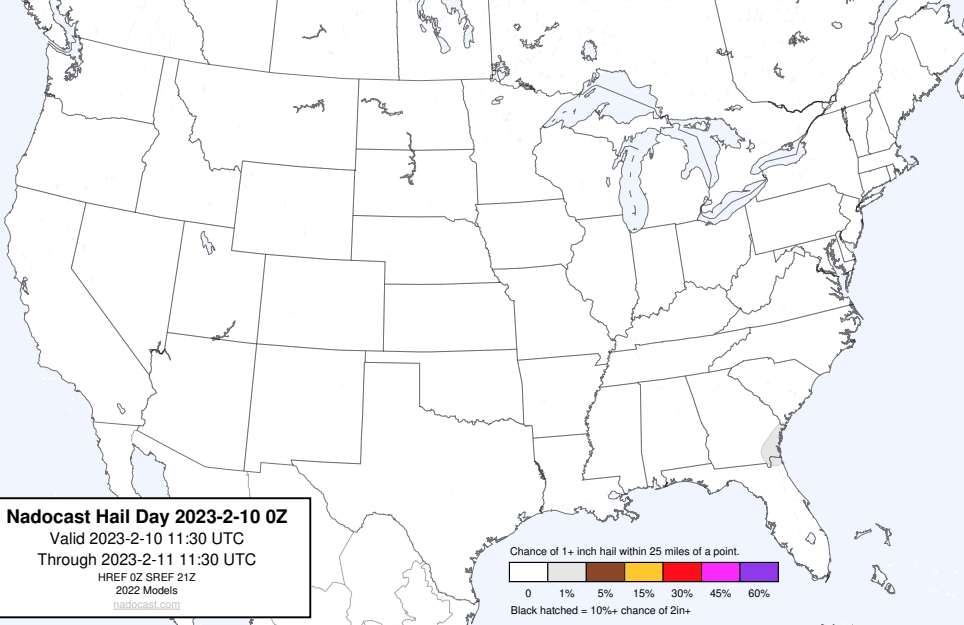 Nadocast Hail Day 2023-2-10 0Z
Valid 2023-2-10 11:30 UTC
Through 2023-2-11 11:30 UTC
HREF 0Z SREF 21Z
2022 Models
nadocast.com
Chance of 1+ inch hail within 25 miles of a point.
0 1% 5% 15% 30% 45% 60%
Black hatched = 10%+ chance of 2in+